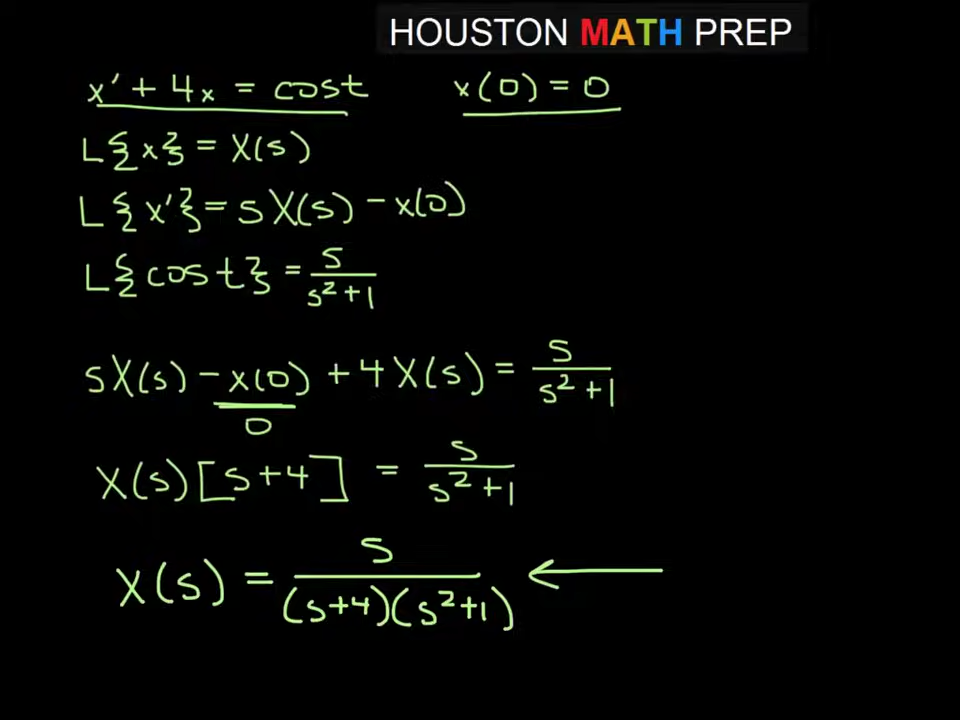 HOUSTON MATH PREP
x' + 4x = cost x(0) = 0
L{x} = X(s)
L{x'} = sX(s) - x(0)
L{cos t} = s/(s²+1)
sX(s) - x(0) + 4X(s) = s/(s²+1)
0
X(s)[s+4] = s/(s²+1)
X(s) = s/((s+4)(s²+1)) ←